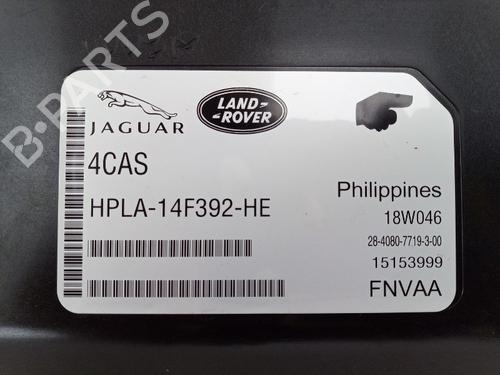 B-PARTS
JAGUAR
LAND
ROVER
4CAS
HPLA-14F392-HE
Philippines
18W046
28-4080-7719-3-00
15153999
FNVAA